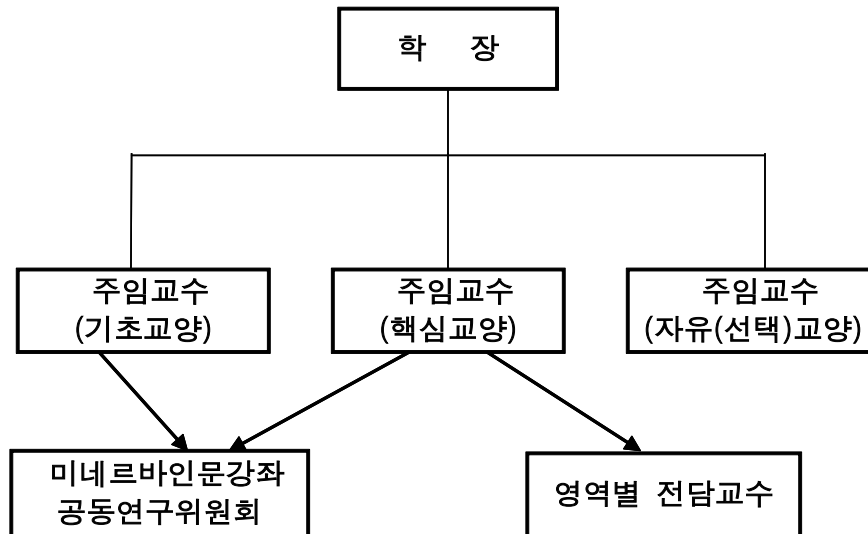 학 장
주임교수
(기초교양)
주임교수
(핵심교양)
주임교수
(자유(선택)교양)
미네르바인문강좌
공동연구위원회
영역별 전담교수